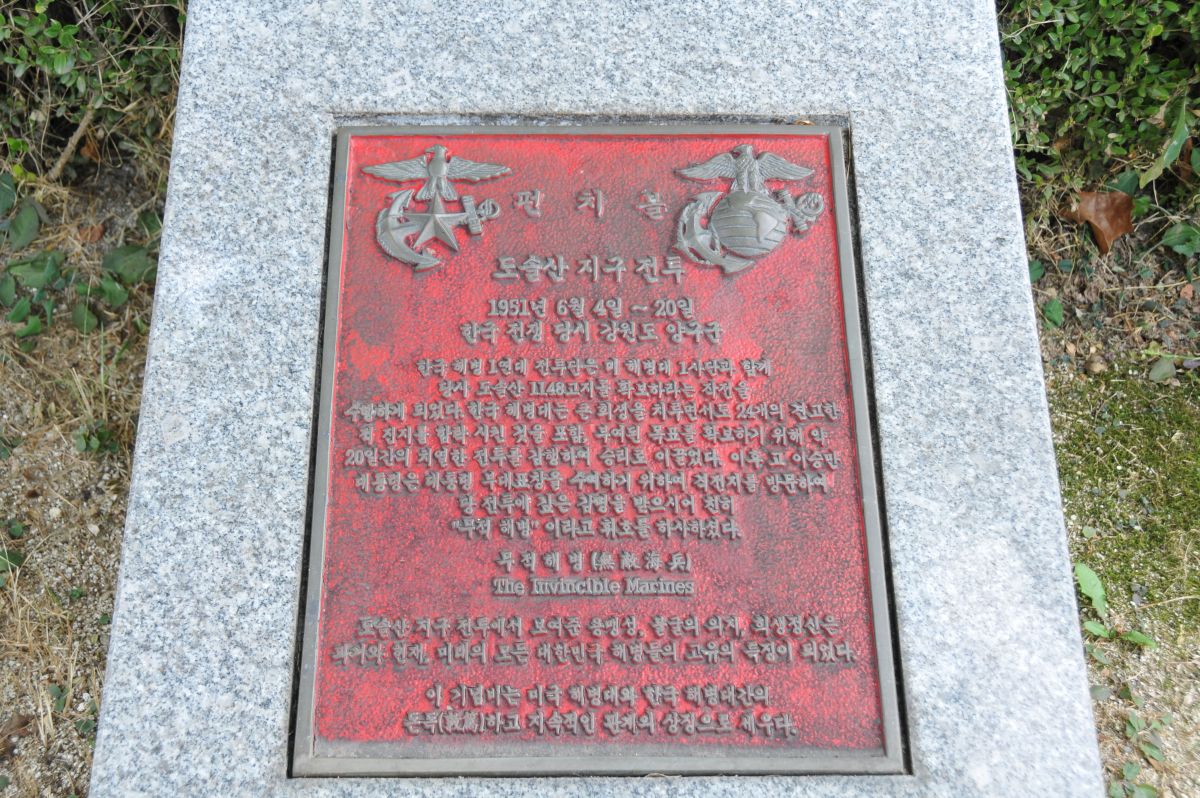 펀 치 볼
도솔산 지구 전투
1951년 6월 4일 ~ 20일
한국 전쟁 당시 강원도 양구군
한국 해병 1연대 전투단은 미 해병대 1사단과 함께
당시 도솔산 1148고지를 확보하라는 작전을
수행하게 되었다. 한국 해병대는 큰 희생을 치루면서도 24개의 견고한
적 진지를 함락 시킨 것을 포함, 부여된 목표를 확보하기 위해 약
20일간의 치열한 전투를 감행하여 승리로 이끌었다. 이후 고 이승만
대통령은 대통령 부대표창을 수여하기 위하여 격전지를 방문하여
당 전투에 깊은 감명을 받으시어 친히
"무적 해병" 이라고 휘호를 하사하셨다.
무적해병(無敵海兵)
The Invincible Marines
도솔산 지구 전투에서 보여준 용맹성, 불굴의 의지, 희생정신은
과거와 현재, 미래의 모든 대한민국 해병들의 고유의 특징이 되었다.
이 기념비는 미국 해병대와 한국 해병대간의
돈독(敦篤)하고 지속적인 관계의 상징으로 세우다.